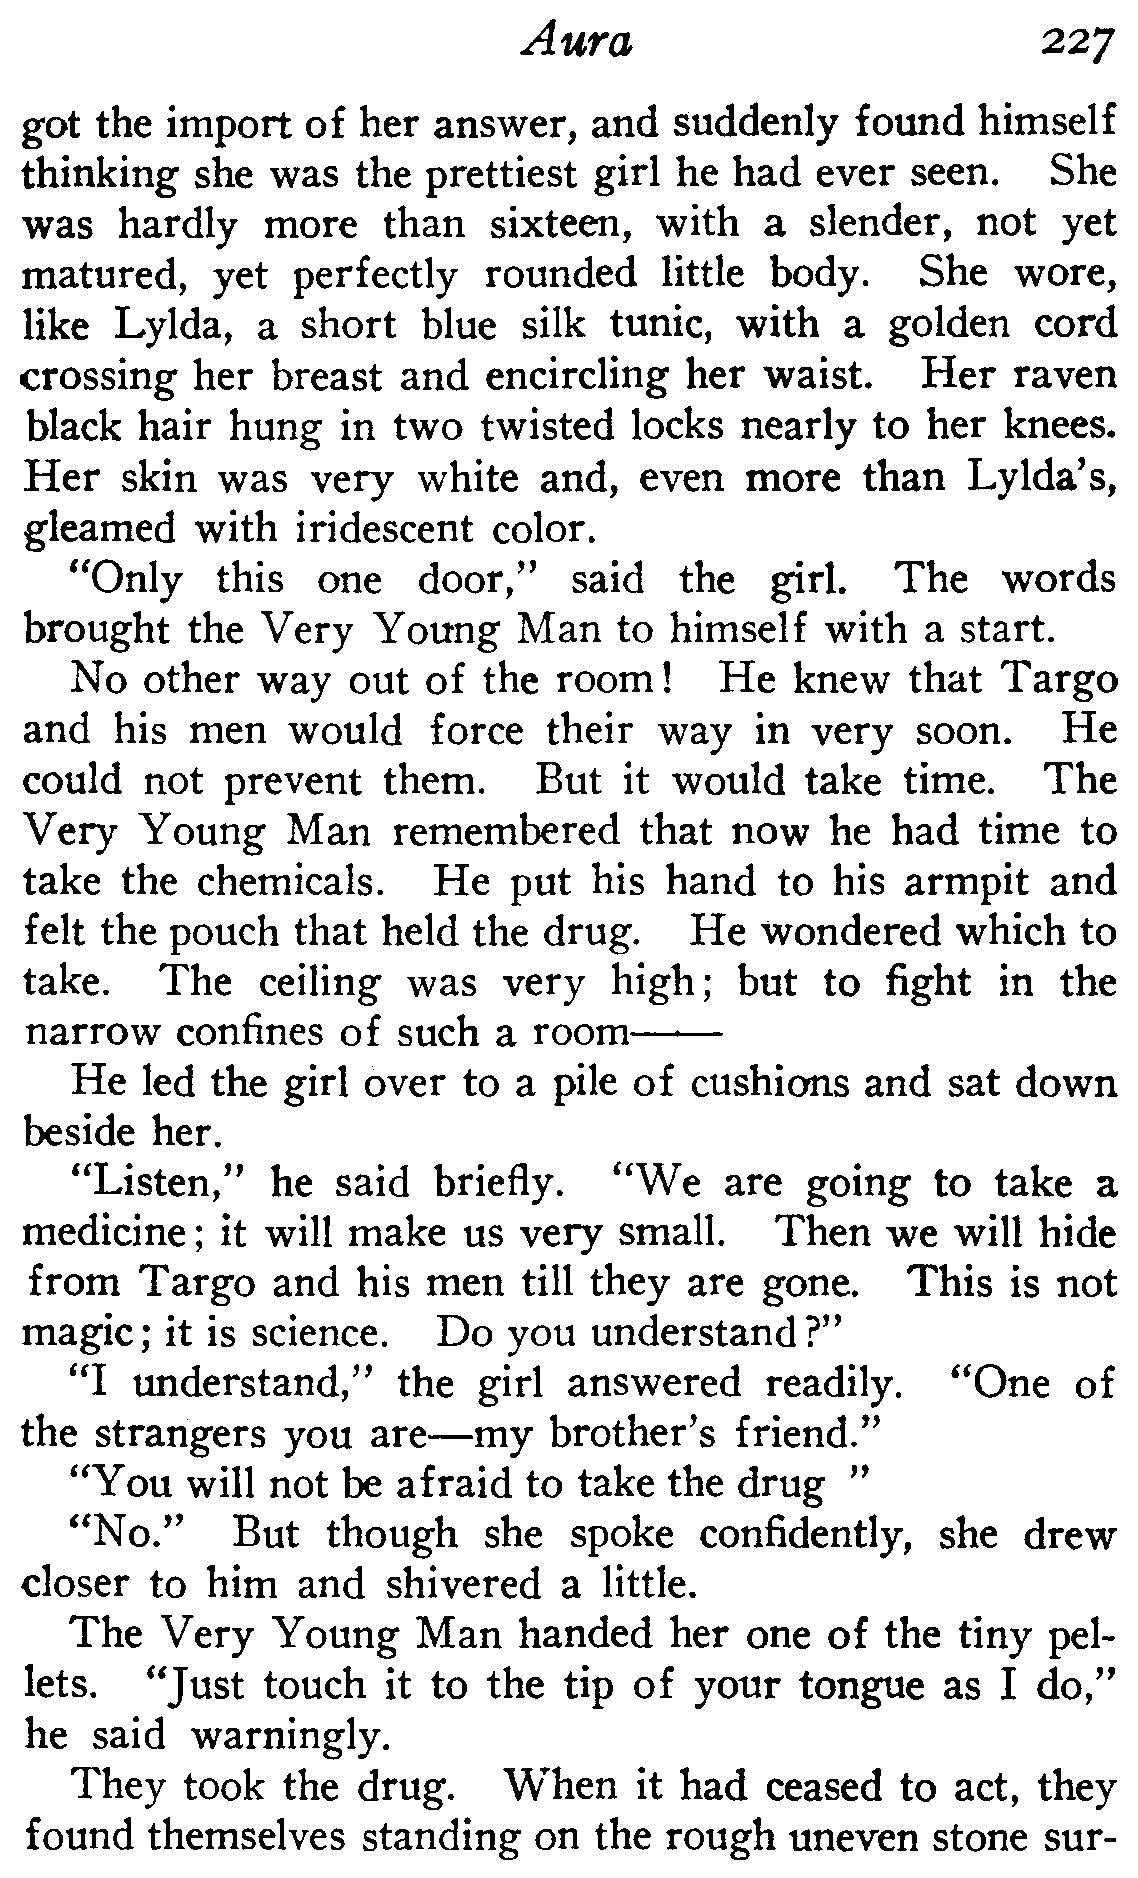 Aura 227
got the import of her answer, and suddenly found himself
thinking she was the prettiest girl he had ever seen. She
was hardly more than sixteen, with a slender, not yet
matured, yet perfectly rounded little body. She wore,
like Lylda, a short blue silk tunic, with a golden cord
crossing her breast and encircling her waist. Her raven
black hair hung in two twisted locks nearly to her knees.
Her skin was very white and, even more than Lylda's,
gleamed with iridescent color.
"Only this one door," said the girl. The words
brought the Very Young Man to himself with a start.
No other way out of the room! He knew that Targo
and his men would force their way in very soon. He
could not prevent them. But it would take time. The
Very Young Man remembered that now he had time to
take the chemicals. He put his hand to his armpit and
felt the pouch that held the drug. He wondered which to
take. The ceiling was very high; but to fight in the
narrow confines of such a room——
He led the girl over to a pile of cushions and sat down
beside her.
"Listen," he said briefly. "We are going to take a
medicine; it will make us very small. Then we will hide
from Targo and his men till they are gone. This is not
magic; it is science. Do you understand?"
"I understand," the girl answered readily. "One of
the strangers you are—my brother's friend."
"You will not be afraid to take the drug "
"No." But though she spoke confidently, she drew
closer to him and shivered a little.
The Very Young Man handed her one of the tiny pel-
lets. "Just touch it to the tip of your tongue as I do,"
he said warningly.
They took the drug. When it had ceased to act, they
found themselves standing on the rough uneven stone sur-